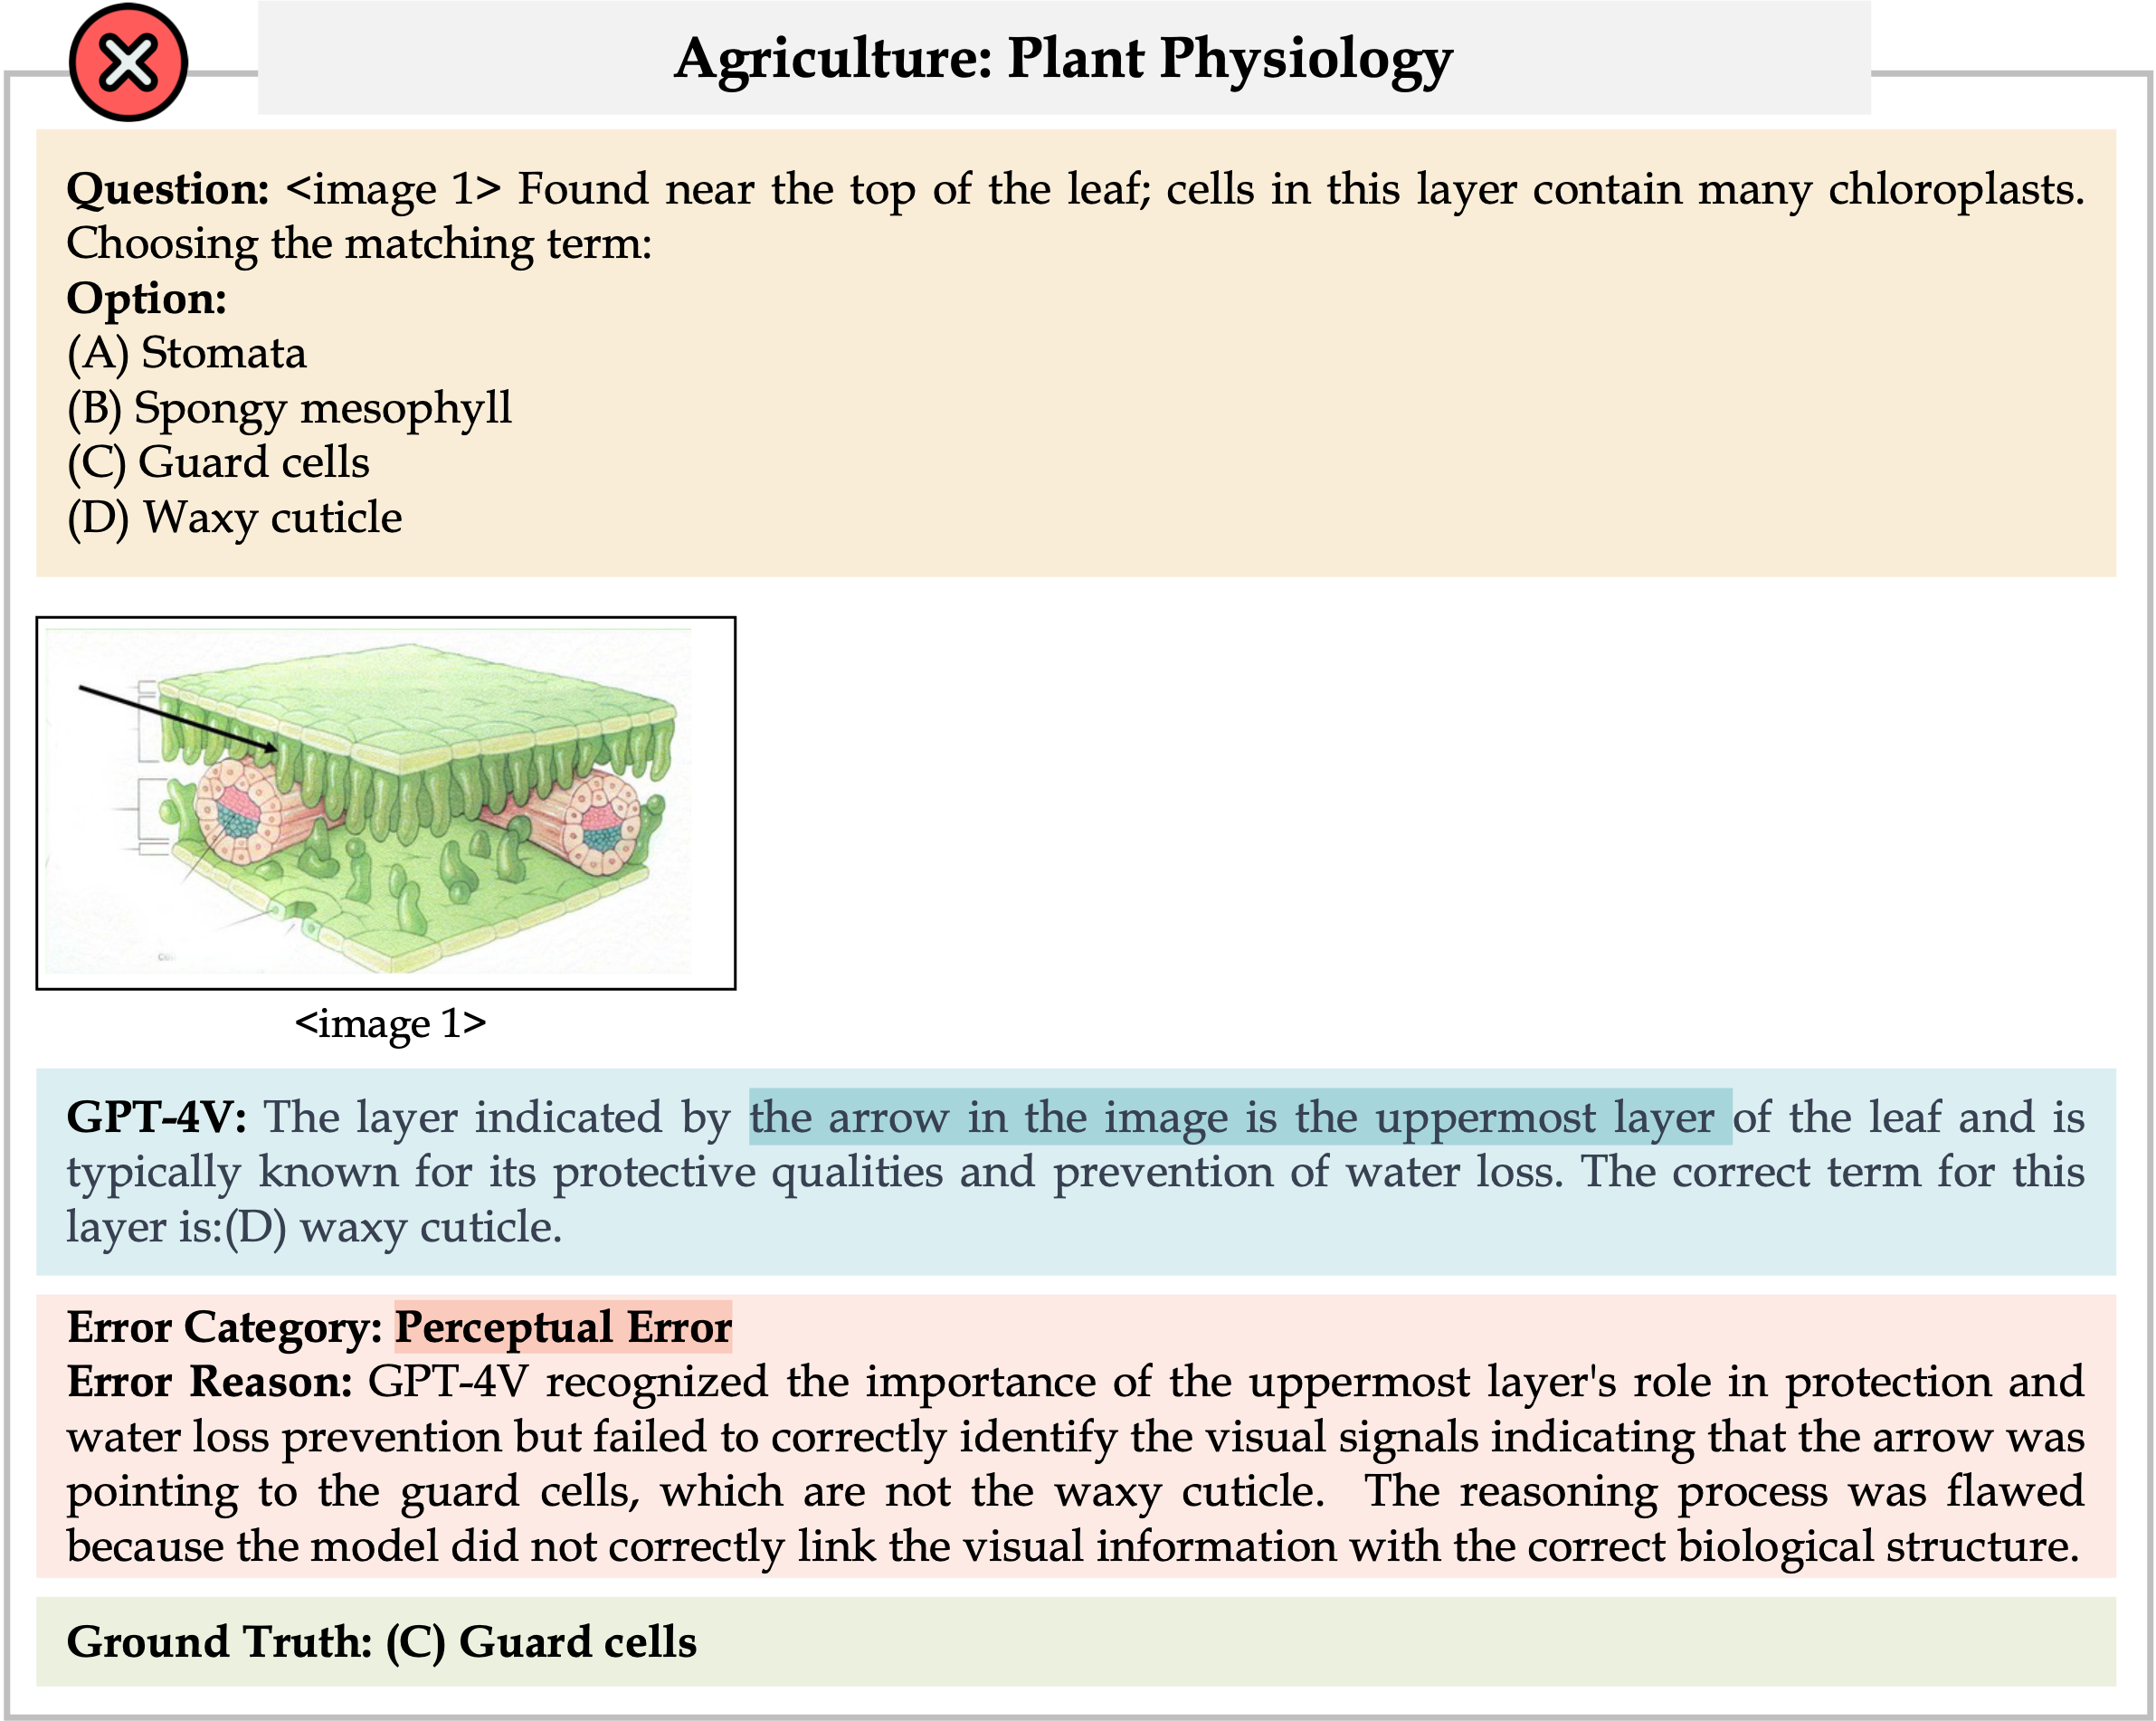 Agriculture: Plant Physiology
Question: <image 1> Found near the top of the leaf; cells in this layer contain many chloroplasts.
Choosing the matching term:
Option:
(A) Stomata
(B) Spongy mesophyll
(C) Guard cells
(D) Waxy cuticle
<image 1>
GPT-4V: The layer indicated by the arrow in the image is the uppermost layer of the leaf and is
typically known for its protective qualities and prevention of water loss. The correct term for this
layer is:(D) waxy cuticle.
Error Category: Perceptual Error
Error Reason: GPT-4V recognized the importance of the uppermost layer's role in protection and
water loss prevention but failed to correctly identify the visual signals indicating that the arrow was
pointing to the guard cells, which are not the waxy cuticle. The reasoning process was flawed
because the model did not correctly link the visual information with the correct biological structure.
Ground Truth: (C) Guard cells